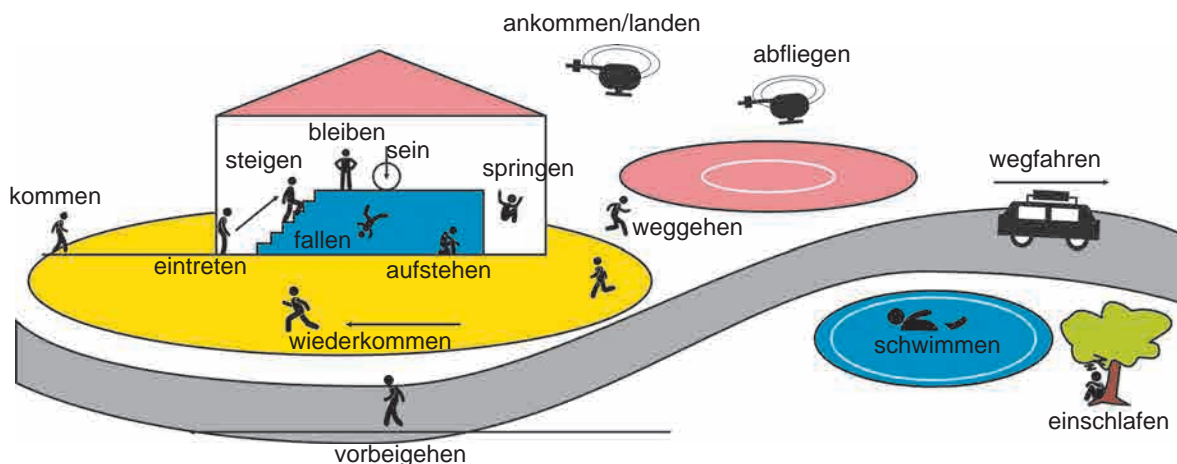 ankommen/landen
abfliegen
bleiben
sein
steigen
springen
wegfahren
kommen
weggehen
fallen
eintreten
aufstehen
wiederkommen
schwimmen
einschlafen
vorbeigehen